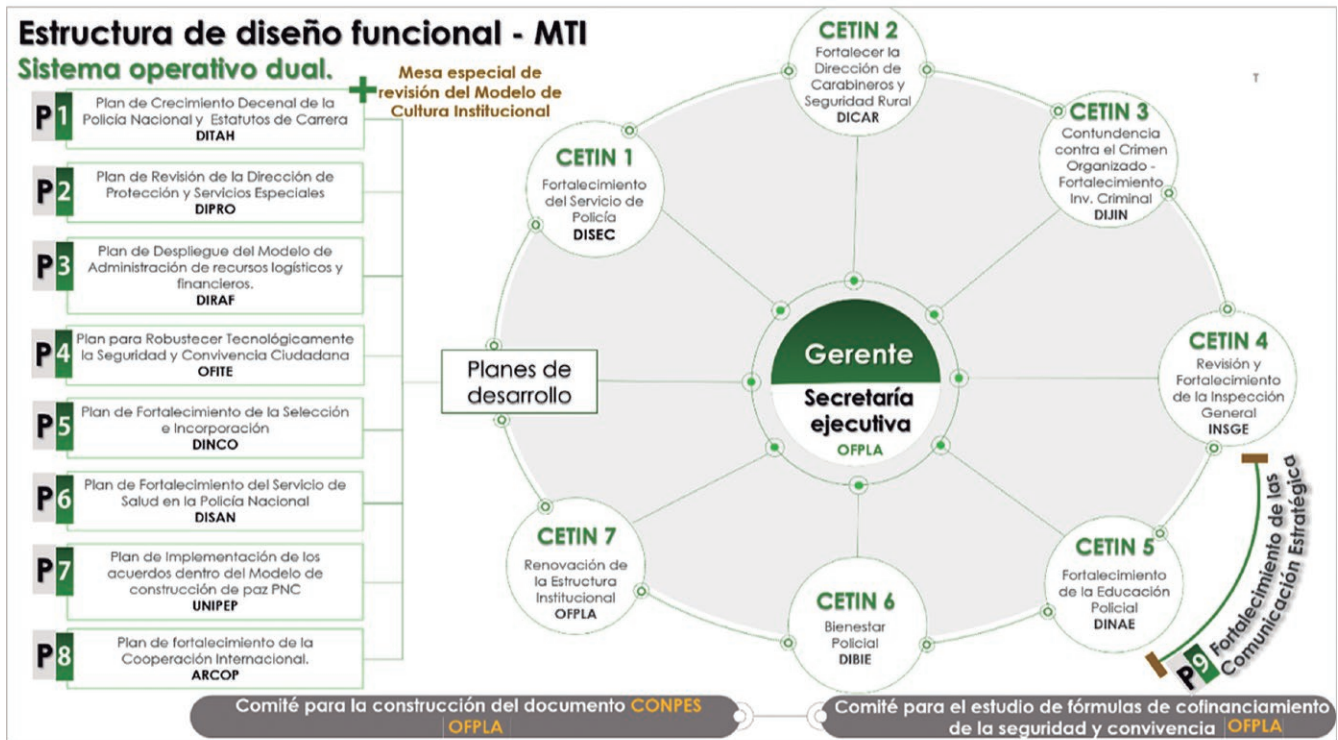 Estructura de diseño funcional - MTI
Sistema operativo dual.
+
Mesa especial de
revisión del Modelo de
Cultura Institucional
P1
Plan de Crecimiento Decenal de la
Policía Nacional y Estatutos de Carrera
DITAH
P2
Plan de Revisión de la Dirección de
Protección y Servicios Especiales
DIPRO
P3
Plan de Despliegue del Modelo de
Administración de recursos logísticos y
financieros.
DIRAF
P4
Plan para Robustecer Tecnológicamente
la Seguridad y Convivencia Ciudadana
OFITE
P5
Plan de Fortalecimiento de la Selección
e Incorporación
DINCO
P6
Plan de Fortalecimiento del Servicio de
Salud en la Policía Nacional
DISAN
P7
Plan de Implementación de los
acuerdos dentro del Modelo de
construcción de paz PNC
UNIPEP
P8
Plan de fortalecimiento de la
Cooperación Internacional.
ARCOP
Planes de
desarrollo
CETIN 1
Fortalecimiento
del Servicio de
Policía
DISEC
CETIN 2
Fortalecer la
Dirección de
Carabineros y
Seguridad Rural
DICAR
CETIN 3
Contundencia
contra el Crimen
Organizado -
Fortalecimiento
Inv. Criminal
DIJIN
T
CETIN 4
Revisión y
Fortalecimiento
de la Inspección
General
INSGE
CETIN 5
Fortalecimiento
de la Educación
Policial
DINAE
CETIN 6
Bienestar
Policial
DIBIE
CETIN 7
Renovación de
la Estructura
Institucional
OFPLA
Gerente
Secretaría
ejecutiva
OFPLA
P9
Fortalecimiento de las
Comunicación Estratégica
Comité para la construcción del documento CONPES
OFPLA
Comité para el estudio de fórmulas de cofinanciamiento
de la seguridad y convivencia OFPLA